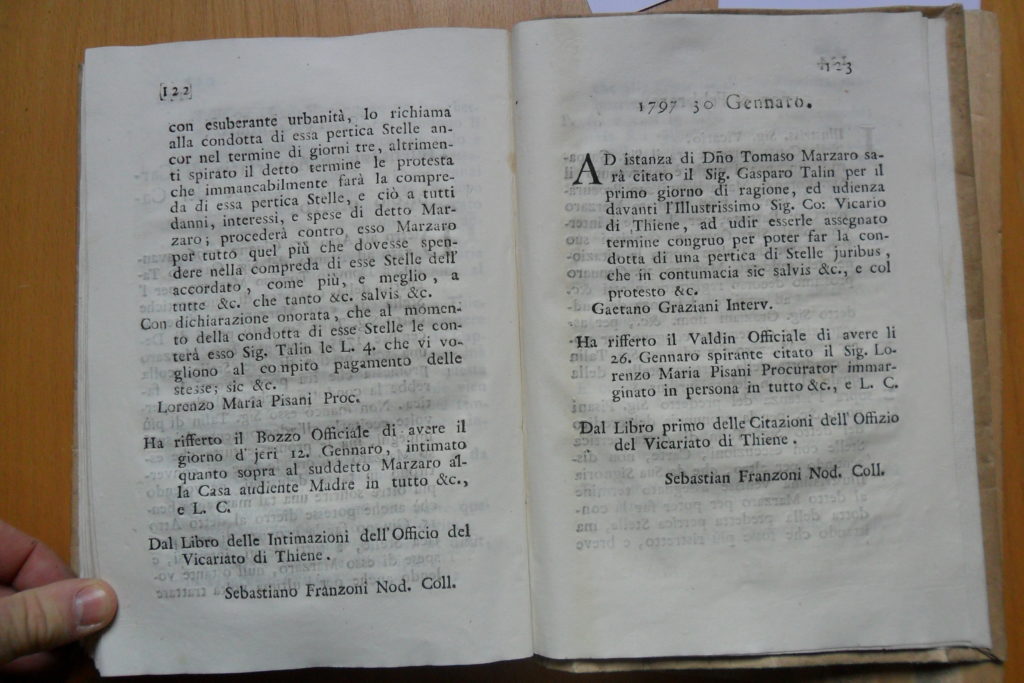 [122]
con esuberante urbanità, lo richiama
alla condotta di essa pertica Stelle an-
cor nel termine di giorni tre, altrimen-
ti spirato il detto termine le protesta
che immancabilmente farà la compre-
da di essa pertica Stelle, e ciò a tutti
danni, interessi, e spese di detto Mar-
zaro; procederà contro esso Marzaro
per tutto quel più che dovesse spen-
dere nella compreda di esse Stelle dell'
accordato, come più, e meglio, a
tutte &c. che tanto &c. salvis &c.
Con dichiarazione onorata, che al momen-
to della condotta di esse Stelle le con-
terà esso Sig. Talin le L. 4. che vi vo-
gliono al compito pagamento delle
stesse; sic &c.
Lorenzo Maria Pisani Proc.
Ha rifferto il Bozzo Officiale di avere il
giorno d'jeri 12. Gennaro, intimato
quanto sopra al suddetto Marzaro al-
la Casa audiente Madre in tutto &c.,
e L. C.
Dal Libro delle Intimazioni dell'Officio del
Vicariato di Thiene.
Sebastiano Franzoni Nod. Coll.
123
1797 30 Gennaro.
AD istanza di Dño Tomaso Marzaro sa-
rà citato il Sig. Gasparo Talin per il
primo giorno di ragione, ed udienza
davanti l'Illustrissimo Sig. Co: Vicario
di Thiene, ad udir esserle assegnato
termine congruo per poter far la con-
dotta di una pertica di Stelle juribus,
che in contumacia sic salvis &c., e col
protesto &c.
Gaetano Graziani Interv.
Ha rifferto il Valdin Officiale di avere li
26. Gennaro spirante citato il Sig. Lo-
renzo Maria Pisani Procurator immar-
ginato in persona in tutto &c., e L. C.
Dal Libro primo delle Citazioni dell'Offizio
del Vicariato di Thiene.
Sebastian Franzoni Nod. Coll.